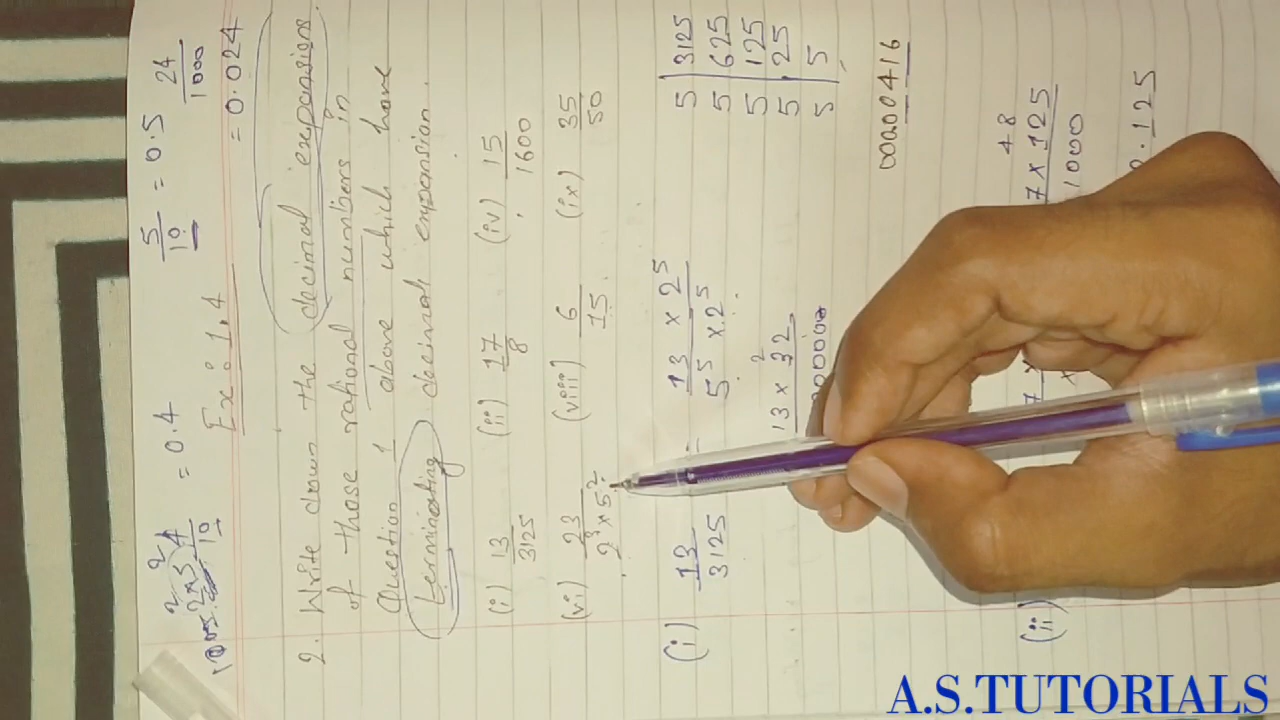 = 0.4
5/10 = 0.5
24/1000
= 0.024
Ex : 1.4
2. Write down the decimal expansions
of those rational numbers in
Question 1 above which have
terminating decimal expansion.
(i) 13/3125 (ii) 17/8 (iv) 15/1600
(vi) 23/2³×5² (viii) 6/15 (ix) 35/50
(i) 13/3125 = 13 × 2⁵/5⁵ × 2⁵
5 | 3125
5 | 625
5 | 125
5 | 25
5 | 5
13 × 32
00200416
(ii)
7 × 125
1000
.125
A.S.TUTORIALS